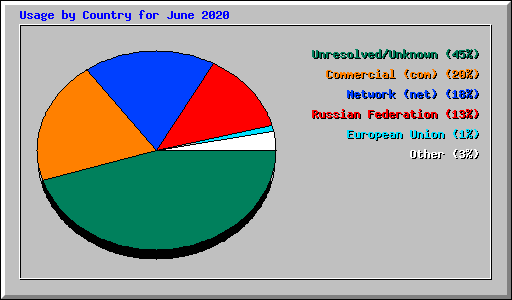 Usage by Country for June 2020
Unresolved/Unknown (45%)
Commercial (com) (20%)
Network (net) (18%)
Russian Federation (13%)
European Union (1%)
Other (3%)